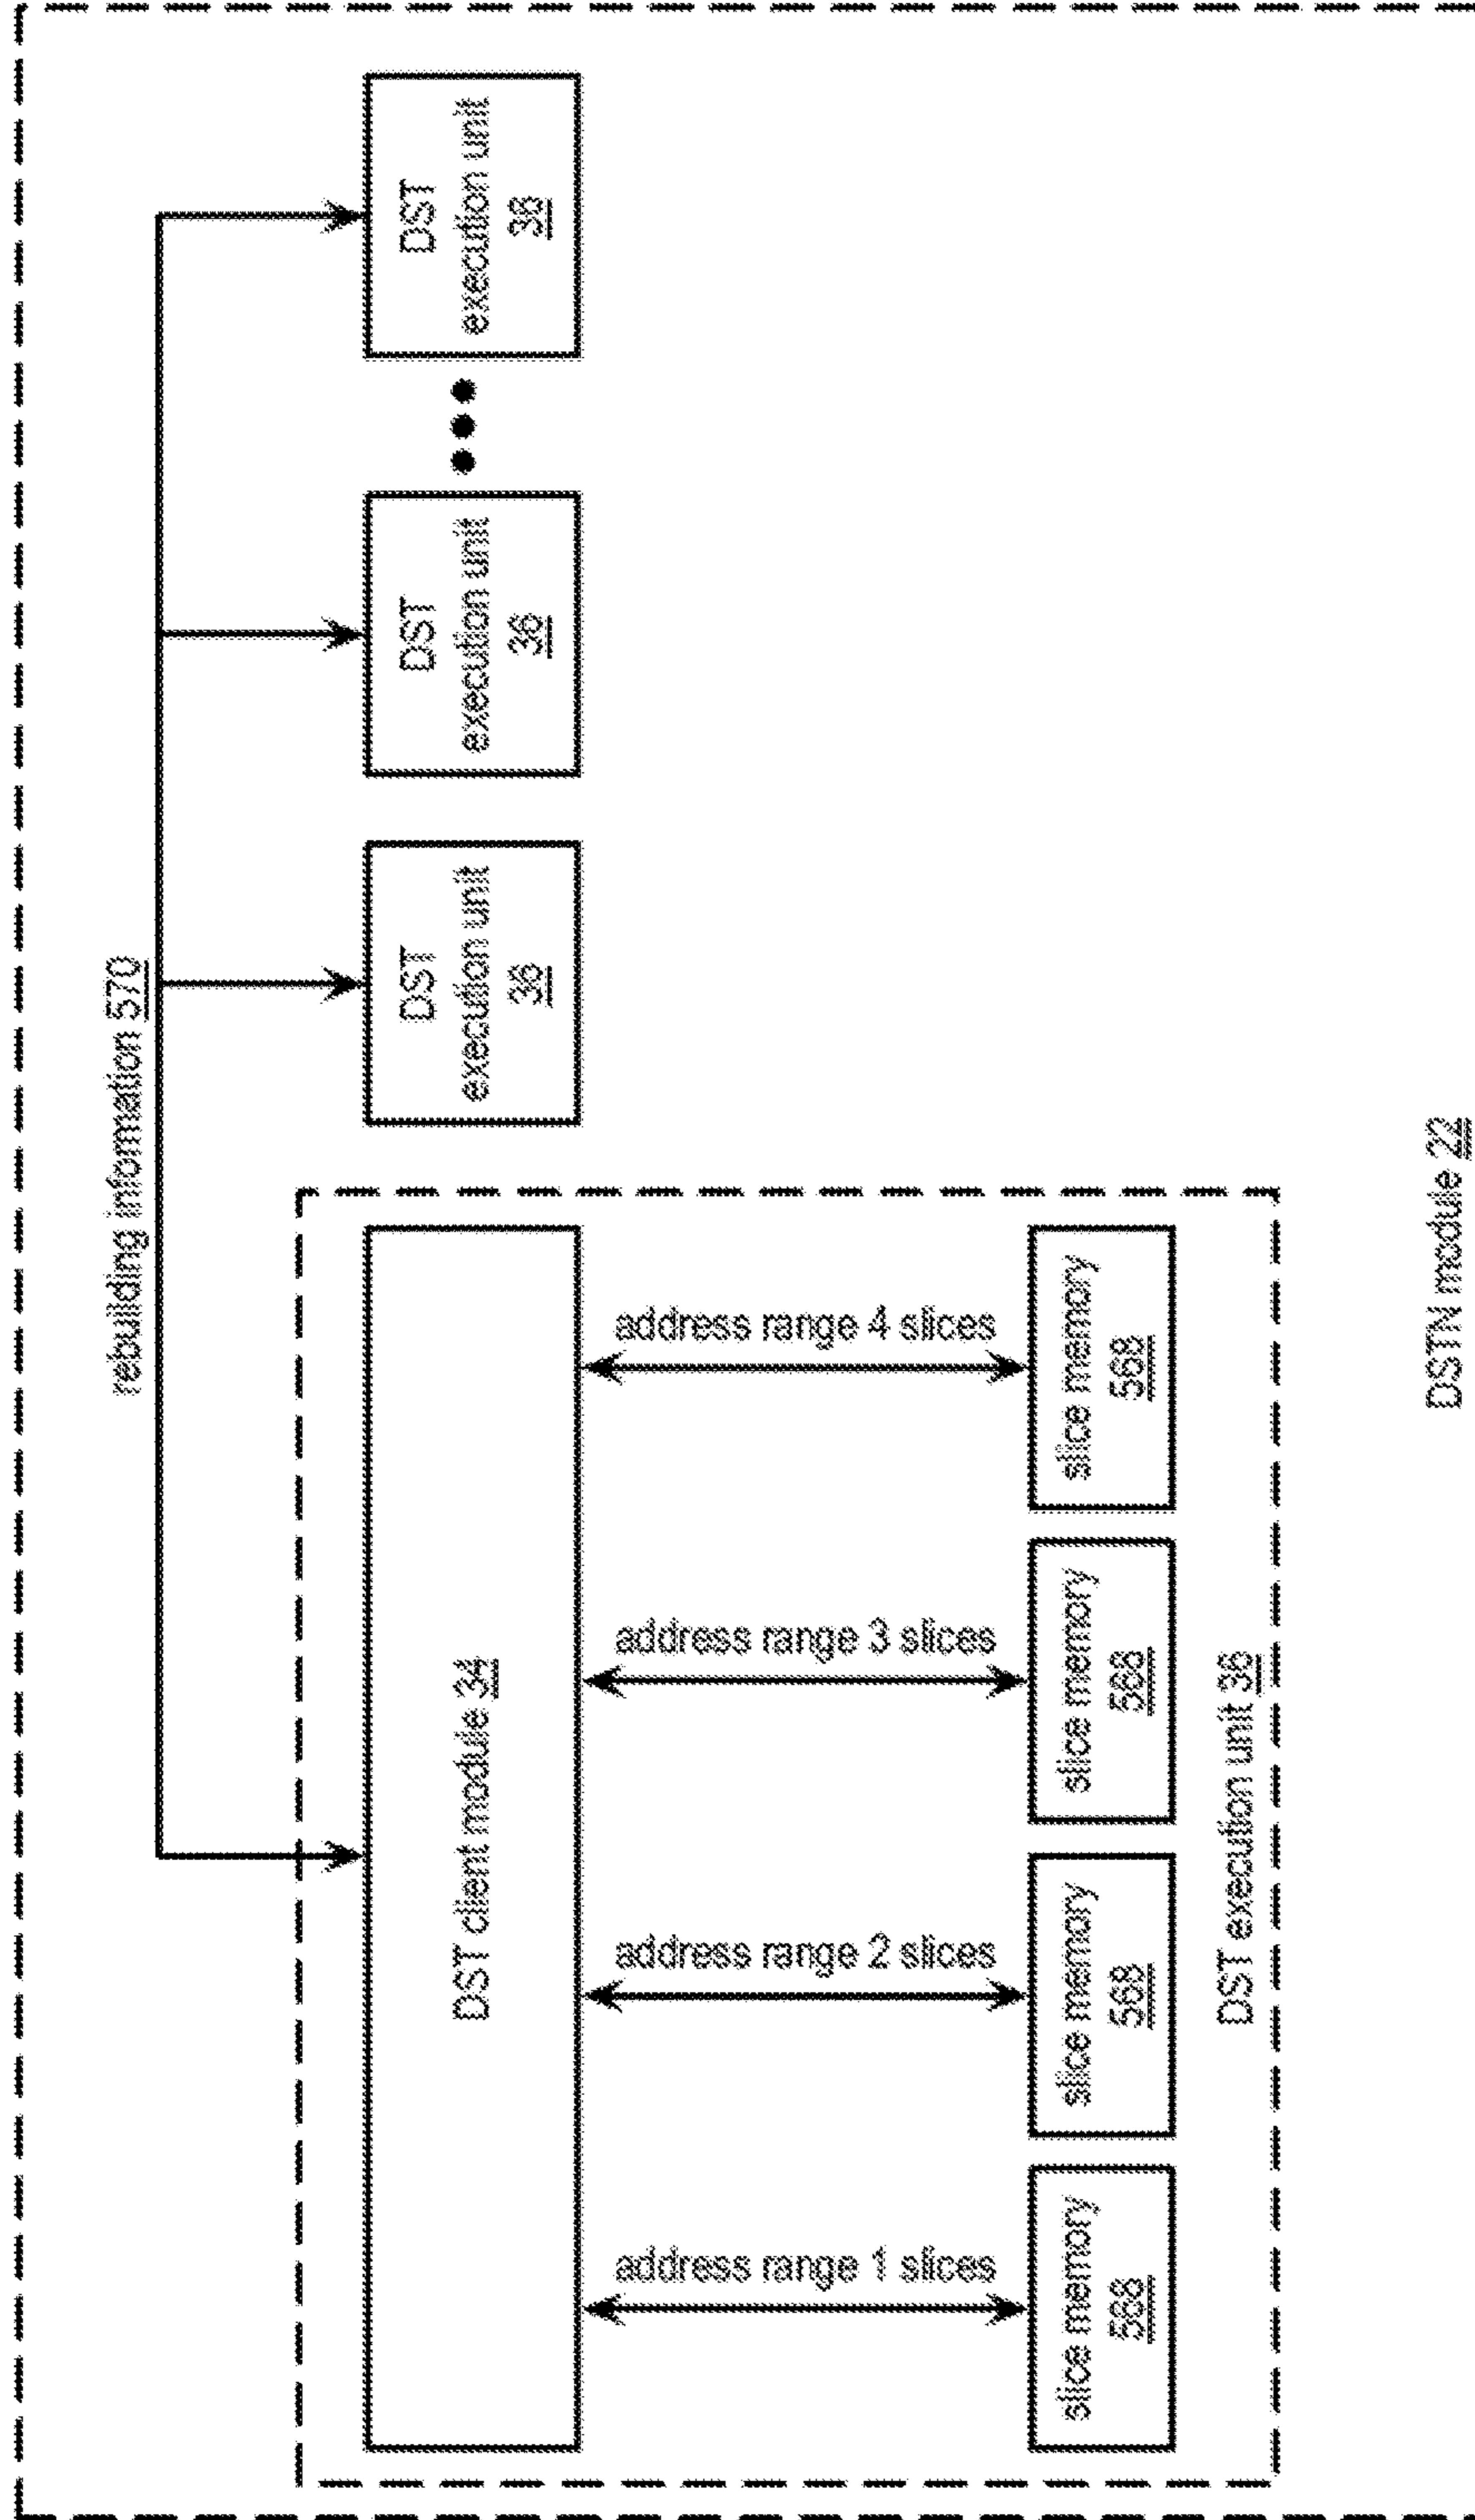 rebuilding information 570
DST client module 34
DST
execution unit
36
DST
execution unit
36
DST
execution unit
36
address range 1 slices
address range 2 slices
address range 3 slices
address range 4 slices
slice memory
568
slice memory
568
slice memory
568
slice memory
568
DST execution unit 36
DSTN module 22